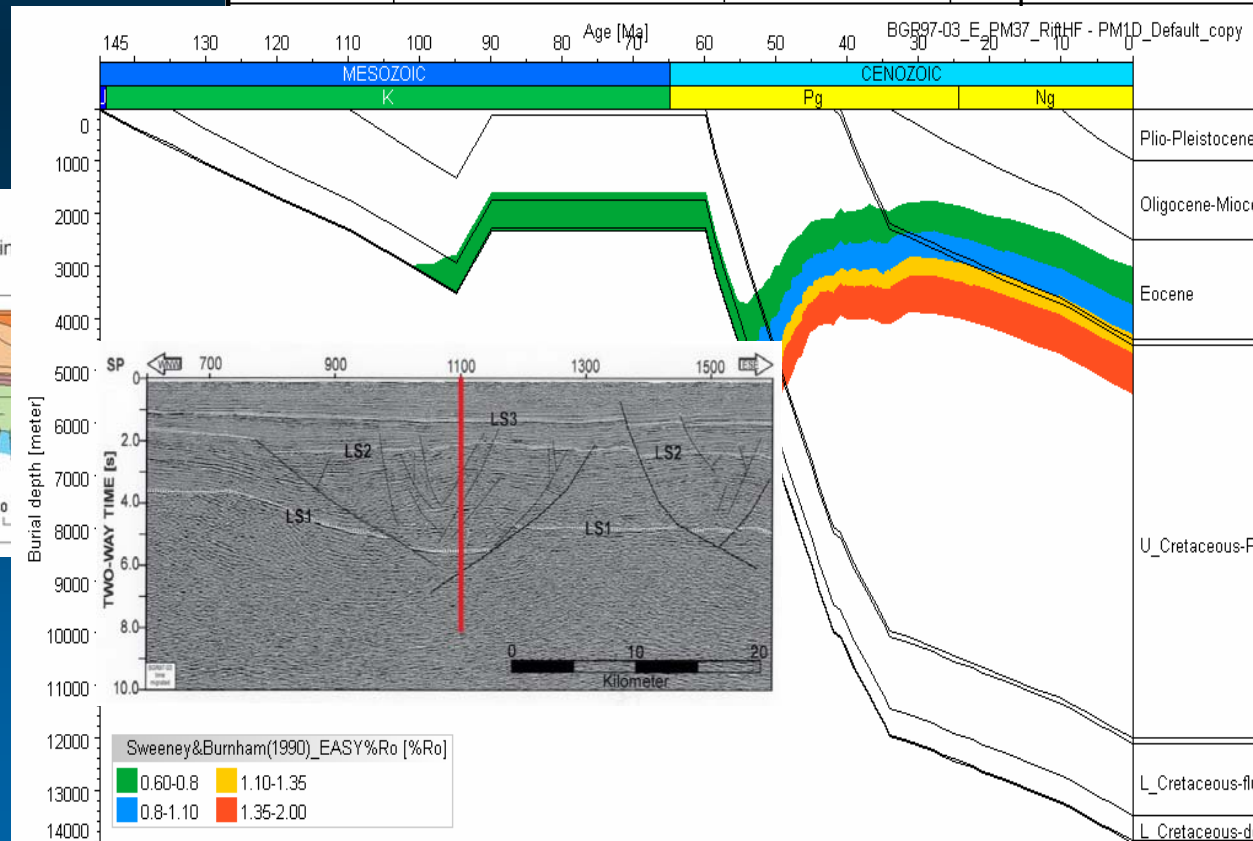 Age [Ma]
BGR97-03_E_PM37_RiftHF - PM1D_Default_copy
145 130 120 110 100 90 80 70 60 50 40 30 20 10 0
MESOZOIC CENOZOIC
J K Pg Ng
Burial depth [meter]
0
1000
2000
3000
4000
5000
6000
7000
8000
9000
10000
11000
12000
13000
14000
Plio-Pleistocene
Oligocene-Mioce
Eocene
U_Cretaceous-P
L_Cretaceous-flu
L_Cretaceous-d
SP WNW 700 900 1100 1300 1500 ESE
TWO-WAY TIME [s]
0
2.0
4.0
6.0
8.0
10.0
LS3
LS2 LS2
LS1 LS1
0 10 20
Kilometer
Sweeney&Burnham(1990)_EASY%Ro [%Ro]
0.60-0.8 1.10-1.35
0.8-1.10 1.35-2.00